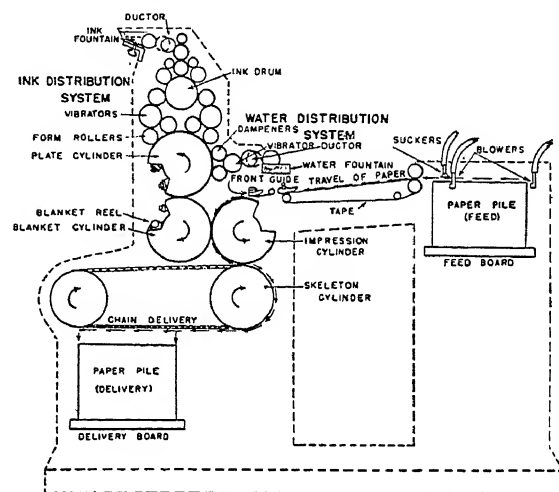 DUCTOR
INK
FOUNTAIN
INK DRUM
INK DISTRIBUTION
SYSTEM
VIBRATORS
FORM ROLLERS
PLATE CYLINDER
WATER DISTRIBUTION
SYSTEM
DAMPENERS
VIBRATOR
DUCTOR
WATER FOUNTAIN
SUCKERS
BLOWERS
FRONT GUIDE
TRAVEL OF PAPER
TAPE
PAPER PILE
(FEED)
FEED BOARD
BLANKET REEL
BLANKET CYLINDER
IMPRESSION
CYLINDER
SKELETON
CYLINDER
CHAIN DELIVERY
PAPER PILE
(DELIVERY)
DELIVERY BOARD